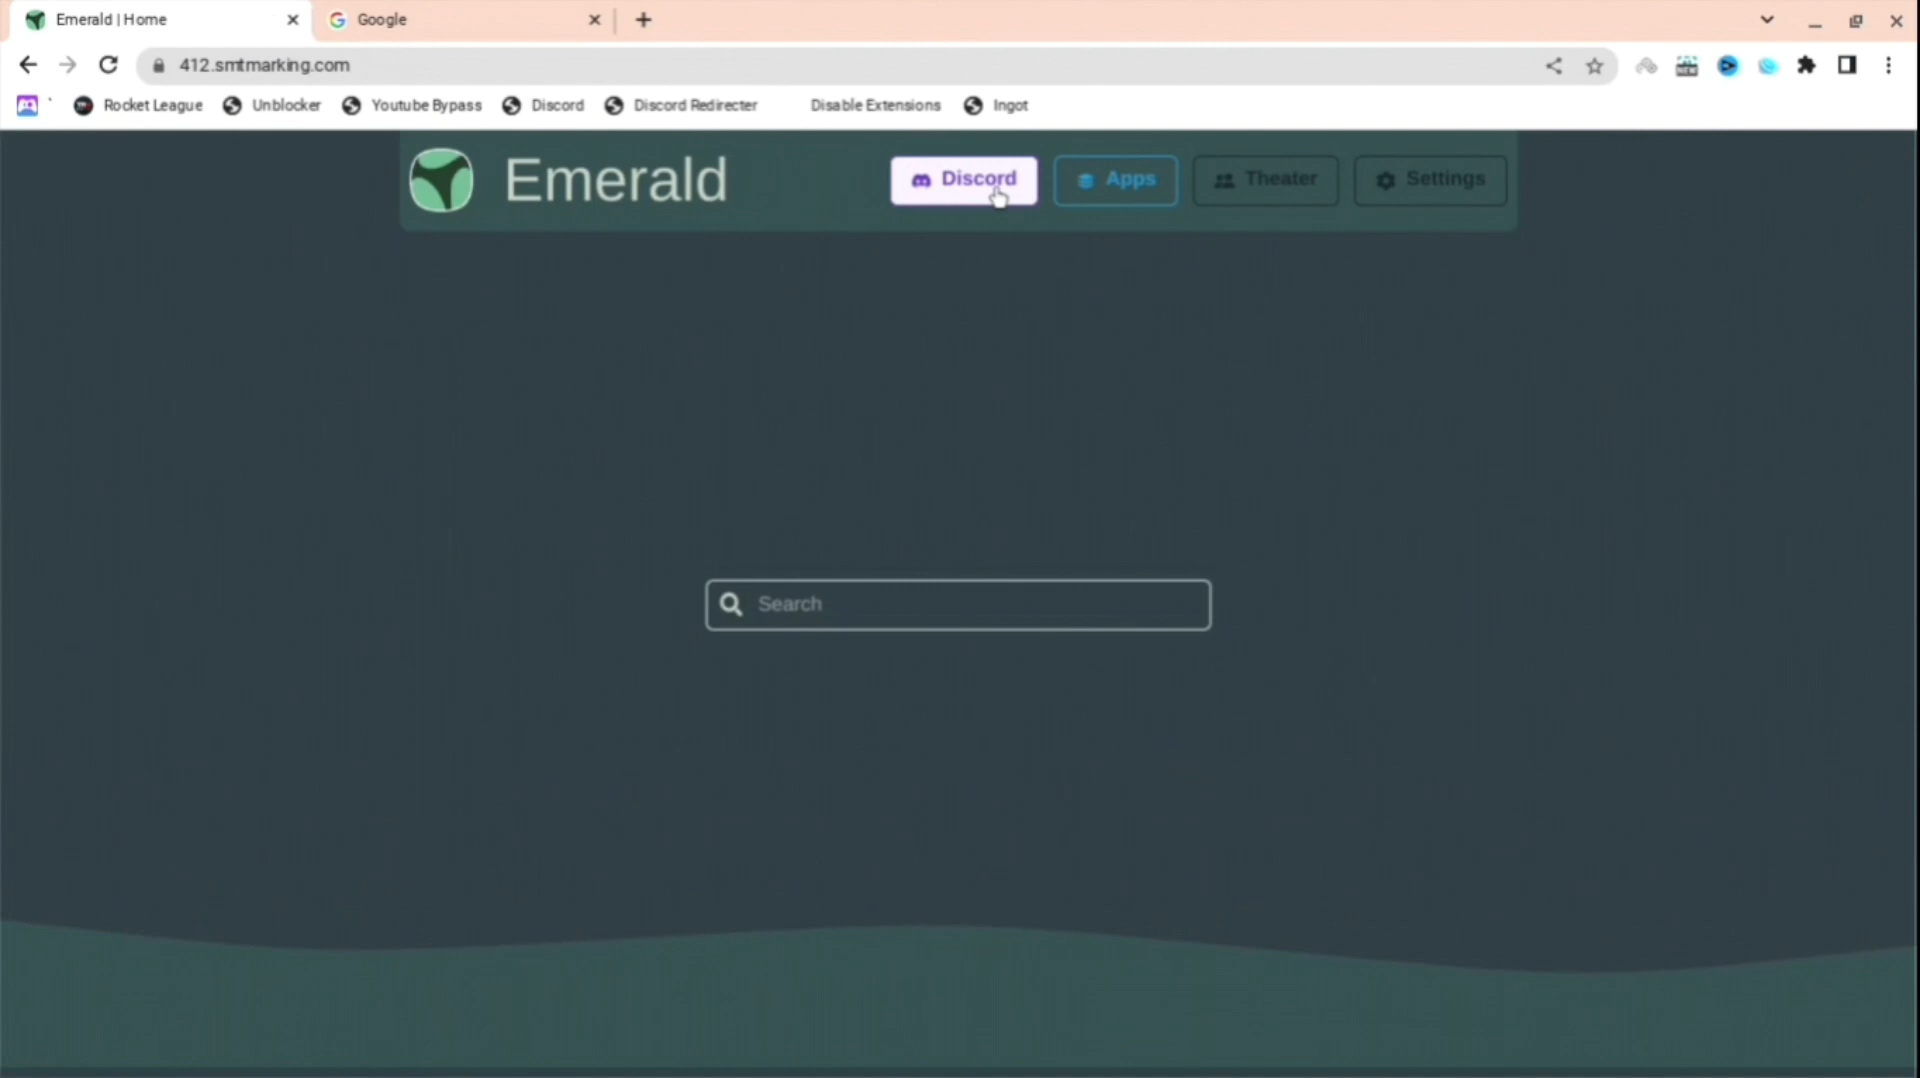 Emerald | Home
Google
412.smtmarking.com
` Rocket League Unblocker Youtube Bypass Discord Discord Redirecter Disable Extensions Ingot
Emerald
Discord Apps Theater Settings
Search